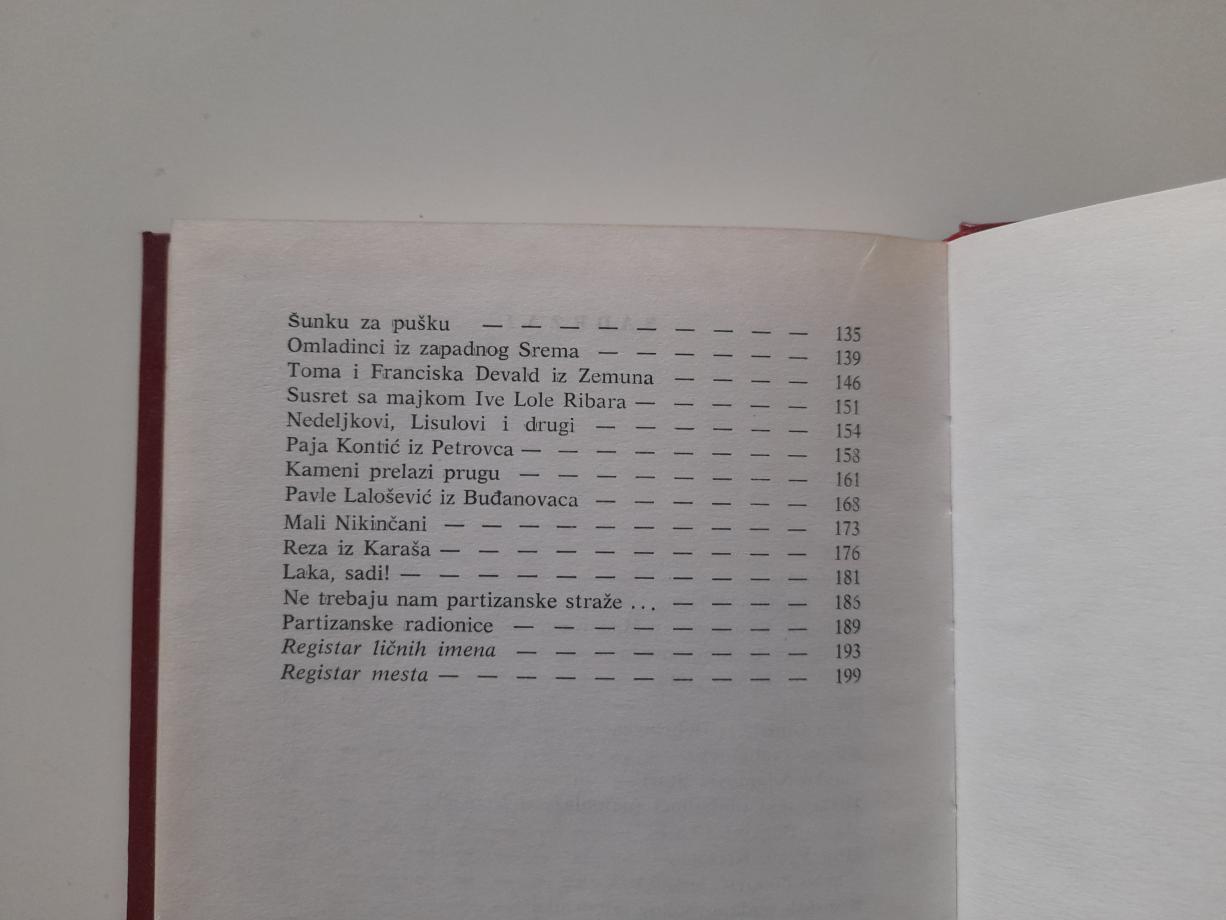 Šunku za pušku — — — — — — — — — 135
Omladinci iz zapadnog Srema — — — — — — 139
Toma i Franciska Devald iz Zemuna — — — — 146
Susret sa majkom Ive Lole Ribara — — — — — 151
Nedeljkovi, Lisulovi i drugi — — — — — — 154
Paja Kontić iz Petrovca — — — — — — — — 158
Kameni prelazi prugu — — — — — — — 161
Pavle Lalošević iz Buđanovaca — — — — — — 168
Mali Nikinčani — — — — — — — — — — 173
Reza iz Karaša — — — — — — — — — — 176
Laka, sadi! — — — — — — — — — — — 181
Ne trebaju nam partizanske straže ... — — — — 185
Partizanske radionice — — — — — — — — 189
Registar ličnih imena — — — — — — — — 193
Registar mesta — — — — — — — — — — 199